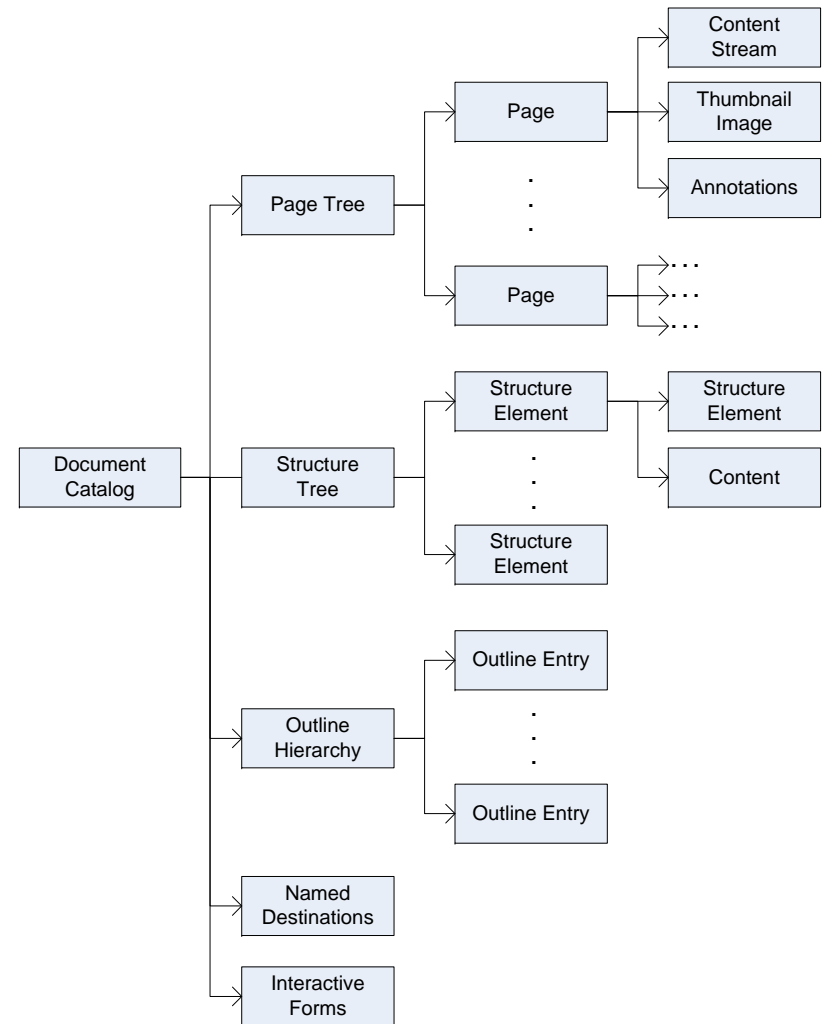 Content
Stream
Page
Thumbnail
Image
Annotations
Page Tree
Page
Structure
Element
Structure
Element
Document
Catalog
Structure
Tree
Content
Structure
Element
Outline Entry
Outline
Hierarchy
Outline Entry
Named
Destinations
Interactive
Forms